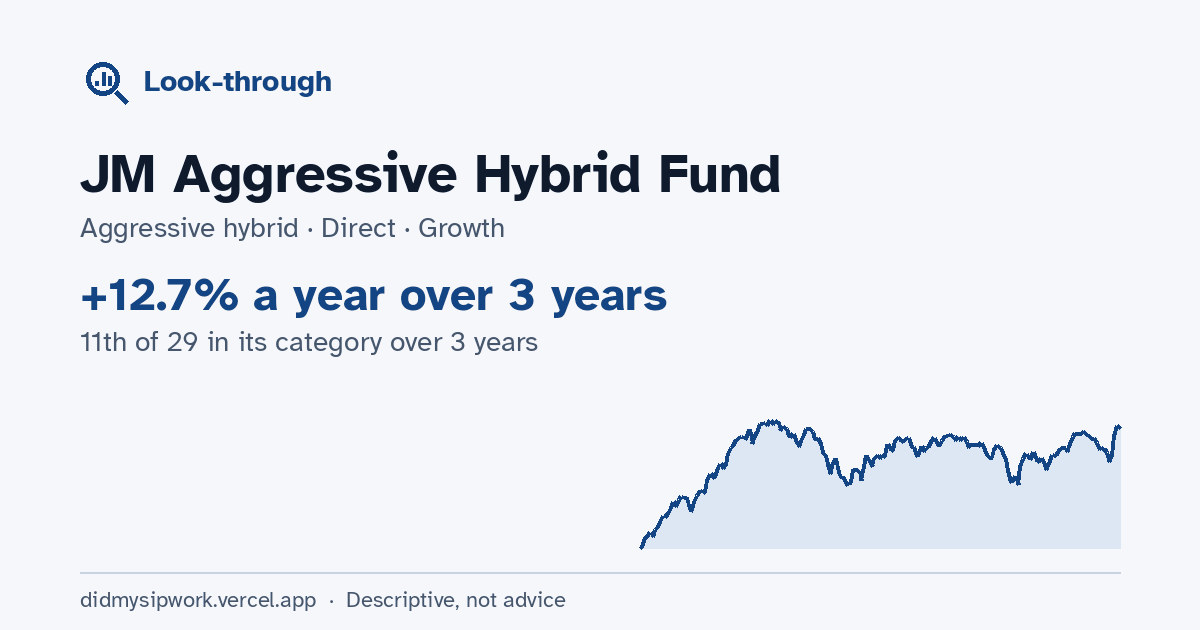 Look-through
JM Aggressive Hybrid Fund
Aggressive hybrid · Direct · Growth
+12.7% a year over 3 years
11th of 29 in its category over 3 years
didmysipwork.vercel.app · Descriptive, not advice